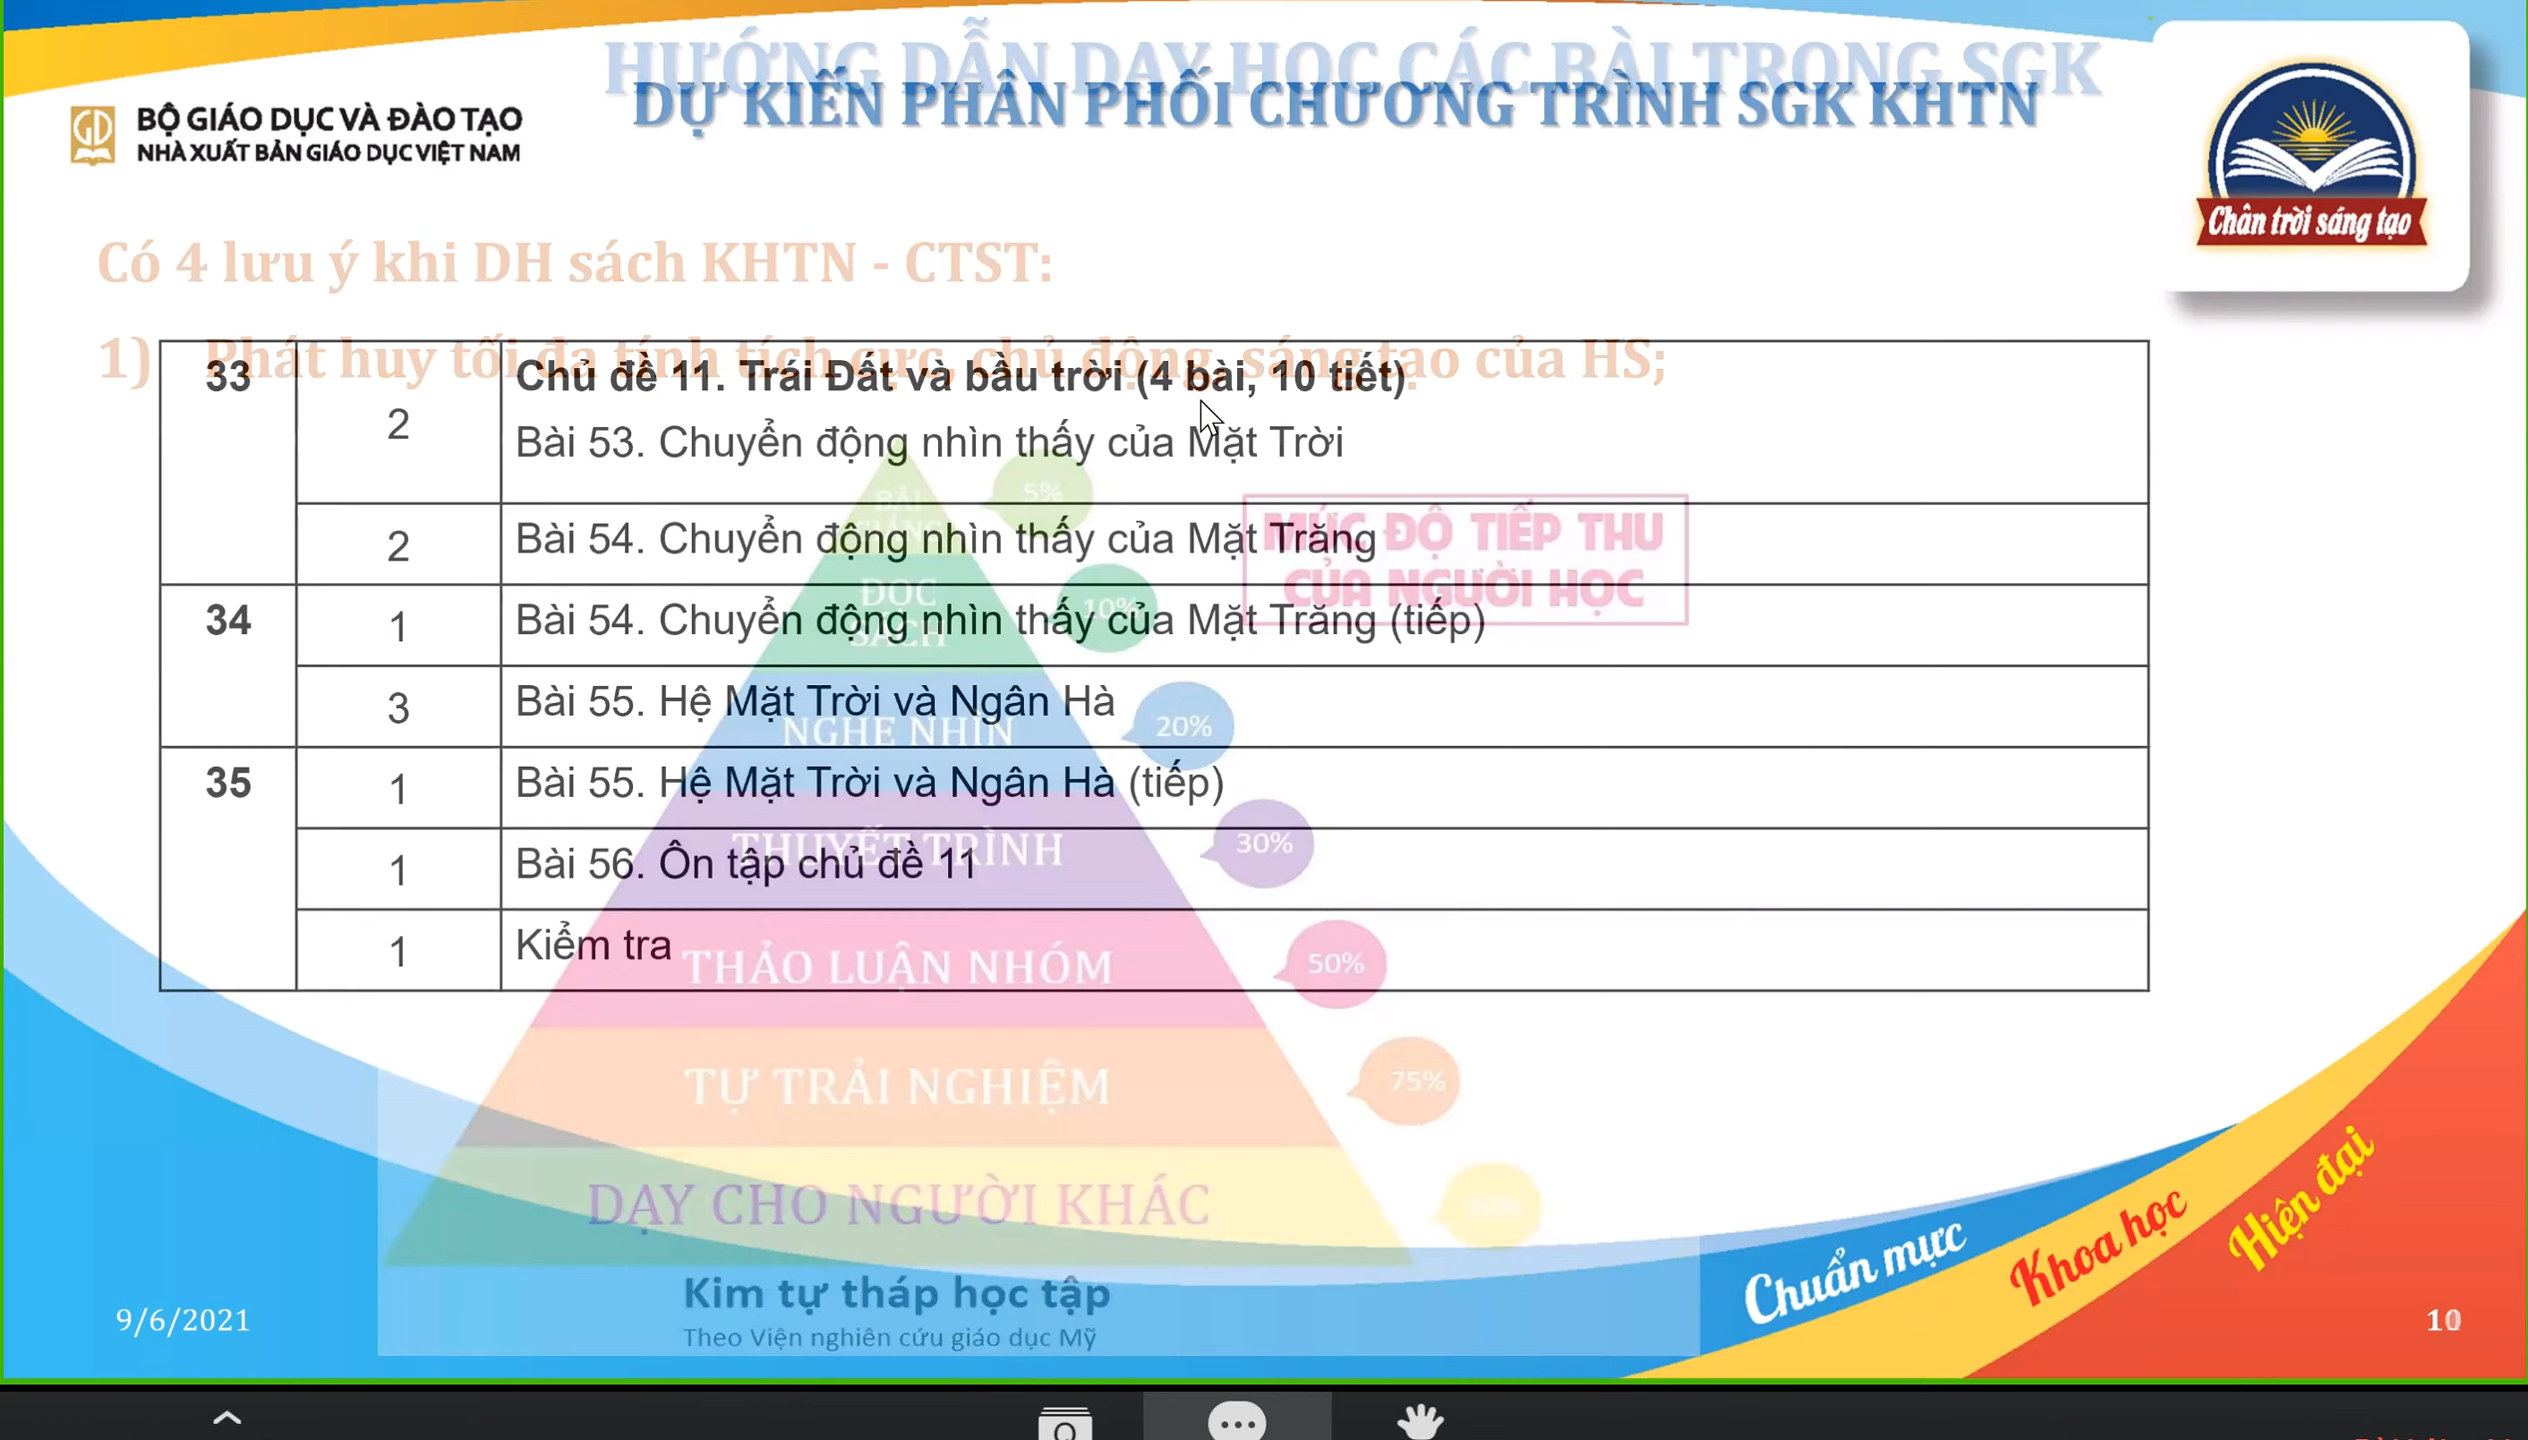 HƯỚNG DẪN DẠY HỌC CÁC BÀI TRONG SGK
DỰ KIẾN PHÂN PHỐI CHƯƠNG TRÌNH SGK KHTN
BỘ GIÁO DỤC VÀ ĐÀO TẠO
NHÀ XUẤT BẢN GIÁO DỤC VIỆT NAM
Chân trời sáng tạo
Có 4 lưu ý khi DH sách KHTN - CTST:
1) Phát huy tối đa tính tích cực, chủ động, sáng tạo của HS;
33
2
Chủ đề 11. Trái Đất và bầu trời (4 bài, 10 tiết)
Bài 53. Chuyển động nhìn thấy của Mặt Trời
2
Bài 54. Chuyển động nhìn thấy của Mặt Trăng
34
1
Bài 54. Chuyển động nhìn thấy của Mặt Trăng (tiếp)
3
Bài 55. Hệ Mặt Trời và Ngân Hà
35
1
Bài 55. Hệ Mặt Trời và Ngân Hà (tiếp)
1
Bài 56. Ôn tập chủ đề 11
1
Kiểm tra
MỨC ĐỘ TIẾP THU
CỦA NGƯỜI HỌC
BÀI
GIẢNG
5%
ĐỌC
SÁCH
10%
NGHE NHÌN
20%
THUYẾT TRÌNH
30%
THẢO LUẬN NHÓM
50%
TỰ TRẢI NGHIỆM
75%
DẠY CHO NGƯỜI KHÁC
Kim tự tháp học tập
Theo Viện nghiên cứu giáo dục Mỹ
Chuẩn mực
Khoa học
Hiện đại
9/6/2021